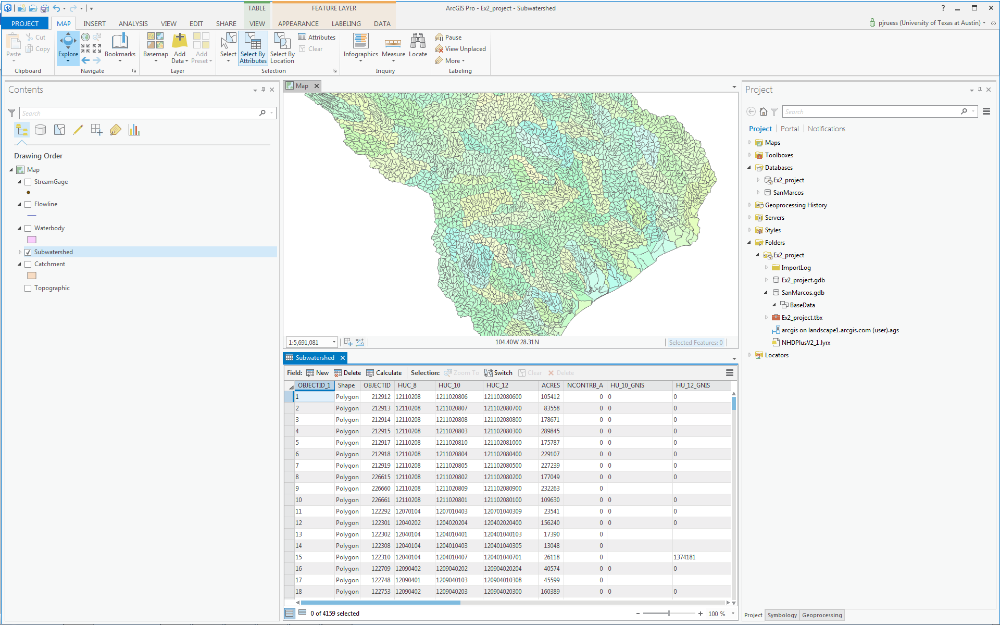 TABLE FEATURE LAYER ArcGIS Pro - Ex2_project - Subwatershed ?
PROJECT MAP INSERT ANALYSIS VIEW EDIT SHARE VIEW APPEARANCE LABELING DATA pjruess (University of Texas at Austin)
Paste Cut Copy Clipboard
Explore Bookmarks Navigate
Basemap Add Data Add Preset Layer
Select Select By Attributes Select By Location Attributes Clear Selection
Infographics Measure Locate Inquiry
Pause View Unplaced More Labeling
Contents
Search
Drawing Order
Map
StreamGage
Flowline
Waterbody
Subwatershed
Catchment
Topographic
Map
1:5,691,081 104.40W 28.31N Selected Features: 0
Subwatershed
Field: New Delete Calculate Selection: Zoom To Switch Clear Delete
OBJECTID_1 Shape OBJECTID HUC_8 HUC_10 HUC_12 ACRES NCONTRB_A HU_10_GNIS HU_12_GNIS
1 Polygon 212912 12110208 1211020806 121102080600 105412 0 0 0
2 Polygon 212913 12110208 1211020807 121102080700 83558 0 0 0
3 Polygon 212914 12110208 1211020808 121102080800 178671 0 0 0
4 Polygon 212915 12110208 1211020803 121102080300 289845 0 0 0
5 Polygon 212917 12110208 1211020810 121102081000 175787 0 0 0
6 Polygon 212918 12110208 1211020804 121102080400 229107 0 0 0
7 Polygon 212919 12110208 1211020805 121102080500 227239 0 0 0
8 Polygon 226615 12110208 1211020802 121102080200 177049 0 0 0
9 Polygon 226660 12110208 1211020809 121102080900 232263 0
10 Polygon 226661 12110208 1211020801 121102080100 109630 0 0 0
11 Polygon 122292 12070104 1207010403 120701040309 23541 0 0 0
12 Polygon 122301 12040202 1204020204 120402020400 156240 0 0 0
13 Polygon 122302 12040104 1204010401 120401040103 17390 0
14 Polygon 122308 12040104 1204010403 120401040305 13048 0
15 Polygon 122310 12040104 1204010407 120401040701 26118 0 1374181
16 Polygon 122709 12090402 1209040202 120904020204 40574 0 0 0
17 Polygon 122748 12090401 1209040103 120904010308 45599 0
18 Polygon 122753 12090402 1209040203 120904020300 160389 0 0 0
0 of 4159 selected 100 %
Project
Search
Project Portal Notifications
Maps
Toolboxes
Databases
Ex2_project
SanMarcos
Geoprocessing History
Servers
Styles
Folders
Ex2_project
ImportLog
Ex2_project.gdb
SanMarcos.gdb
BaseData
Ex2_project.tbx
arcgis on landscape1.arcgis.com (user).ags
NHDPlusV2_1.lyrx
Locators
Project Symbology Geoprocessing